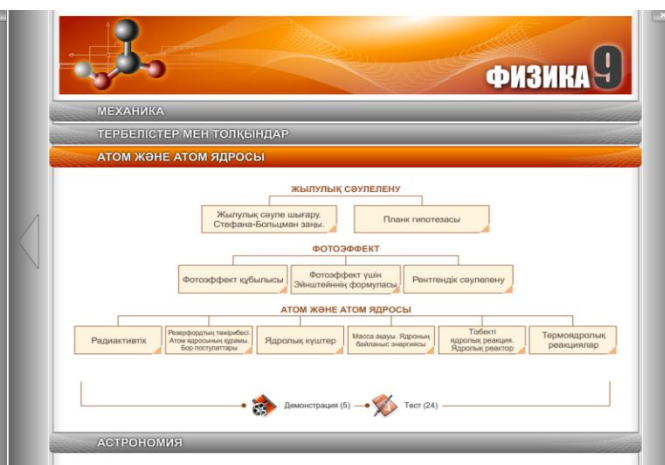 ФИЗИКА 9
МЕХАНИКА
ТЕРБЕЛІСТЕР МЕН ТОЛҚЫНДАР
АТОМ ЖӘНЕ АТОМ ЯДРОСЫ
ЖЫЛУЛЫҚ СӘУЛЕЛЕНУ
Жылулық сәуле шығару.
Стефана-Больцман заңы.
Планк гипотезасы
ФОТОЭФФЕКТ
Фотоэффект құбылысы
Фотоэффект үшін
Эйнштейннің формуласы
Рентгендік сәулелену
АТОМ ЖӘНЕ АТОМ ЯДРОСЫ
Радиактивтік
Резерфордтың тәжірибесі.
Атом ядросының құрамы.
Бор постулаттары
Ядролық күштер
Масса ақауы. Ядроның
байланыс энергиясы
Тізбекті
ядролық реакция.
Ядролық реактор
Термоядролық
реакциялар
Демонстрация (5)
Тест (24)
АСТРОНОМИЯ